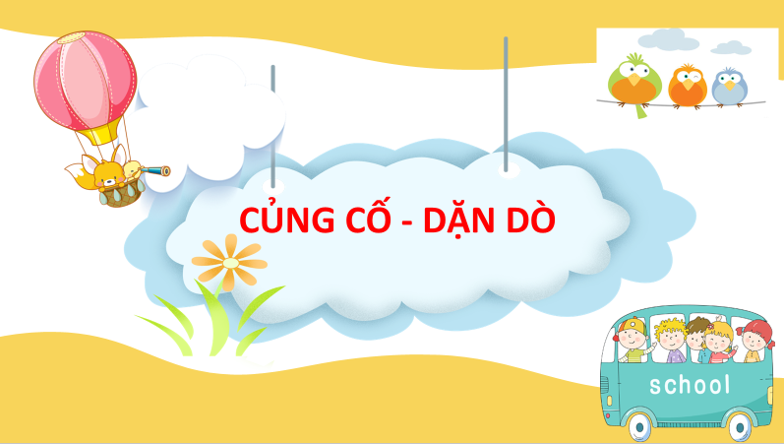 CỦNG CỐ - DẶN DÒ
school